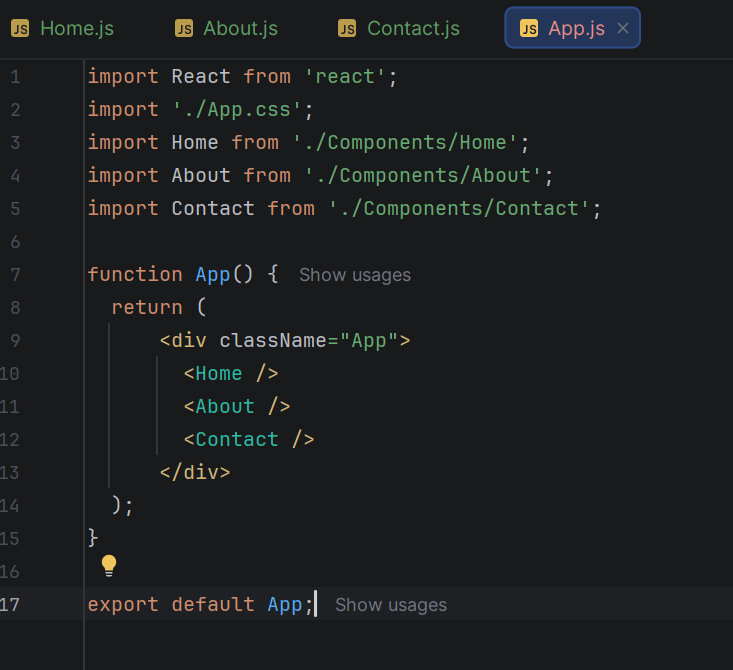 JS Home.js JS About.js JS Contact.js JS App.js ×
1 import React from 'react';
2 import './App.css';
3 import Home from './Components/Home';
4 import About from './Components/About';
5 import Contact from './Components/Contact';
6
7 function App() { Show usages
8 return (
9 <div className="App">
10 <Home />
11 <About />
12 <Contact />
13 </div>
14 );
15 }
16
17 export default App; Show usages